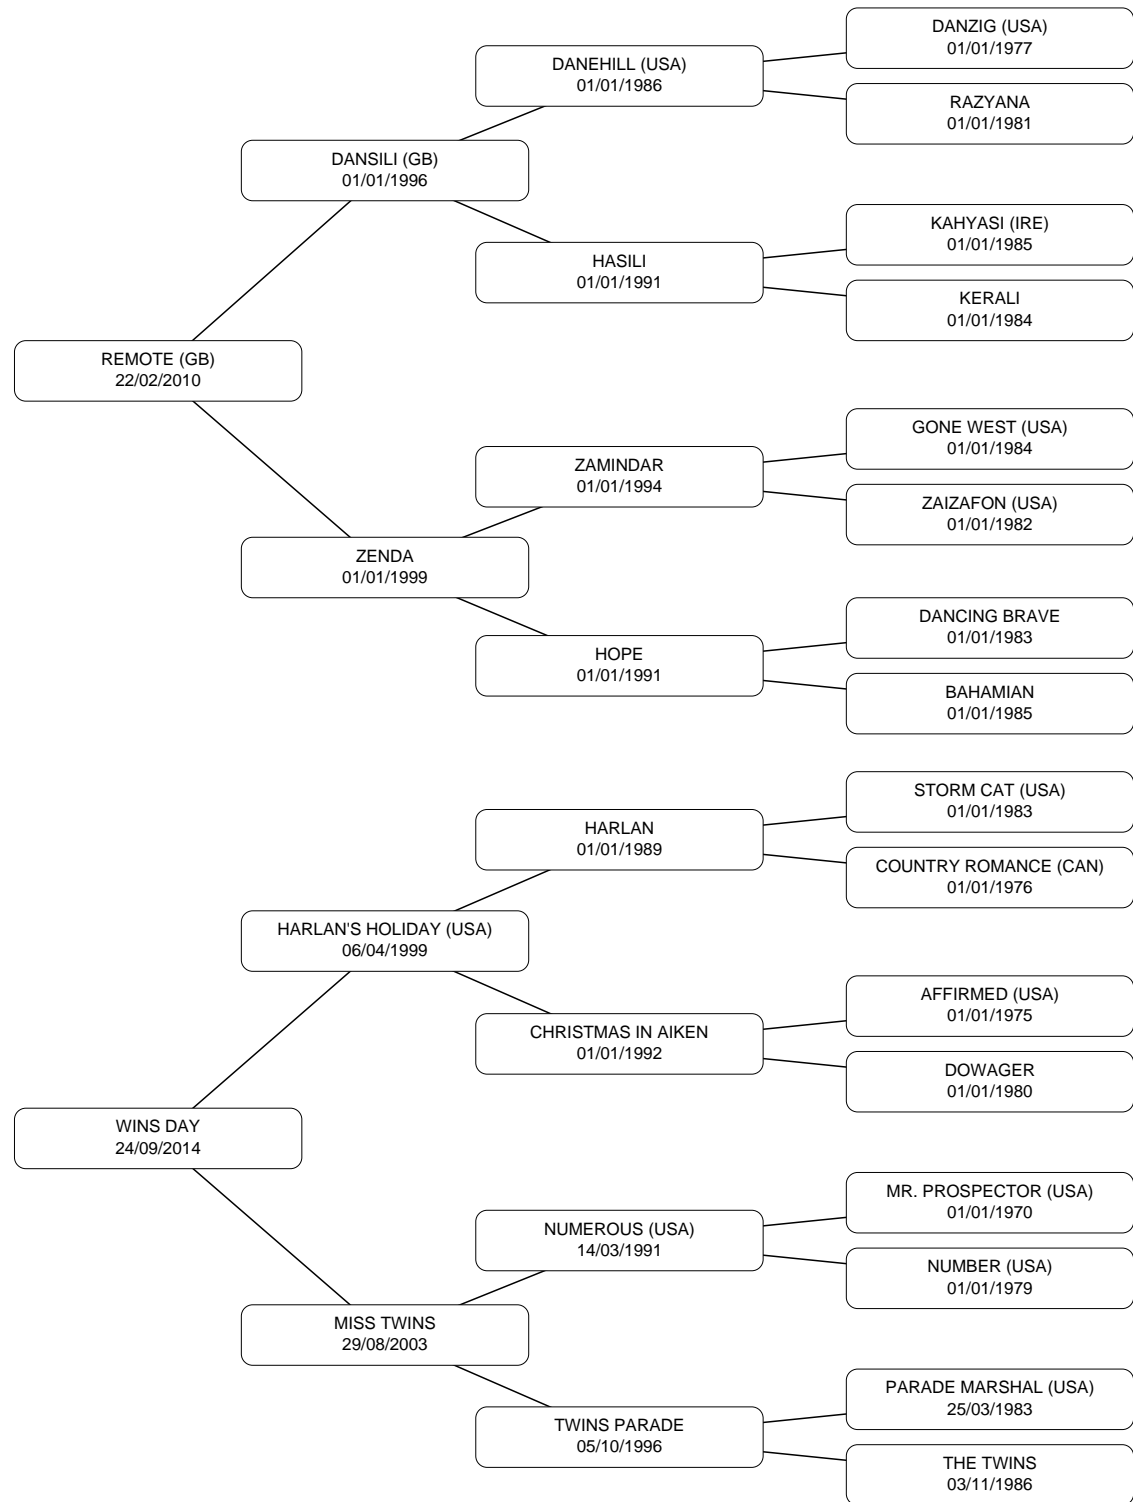 DANZIG (USA)
01/01/1977
DANEHILL (USA)
01/01/1986
RAZYANA
01/01/1981
DANSILI (GB)
01/01/1996
KAHYASI (IRE)
01/01/1985
HASILI
01/01/1991
KERALI
01/01/1984
REMOTE (GB)
22/02/2010
GONE WEST (USA)
01/01/1984
ZAMINDAR
01/01/1994
ZAIZAFON (USA)
01/01/1982
ZENDA
01/01/1999
DANCING BRAVE
01/01/1983
HOPE
01/01/1991
BAHAMIAN
01/01/1985
STORM CAT (USA)
01/01/1983
HARLAN
01/01/1989
COUNTRY ROMANCE (CAN)
01/01/1976
HARLAN'S HOLIDAY (USA)
06/04/1999
AFFIRMED (USA)
01/01/1975
CHRISTMAS IN AIKEN
01/01/1992
DOWAGER
01/01/1980
WINS DAY
24/09/2014
MR. PROSPECTOR (USA)
01/01/1970
NUMEROUS (USA)
14/03/1991
NUMBER (USA)
01/01/1979
MISS TWINS
29/08/2003
PARADE MARSHAL (USA)
25/03/1983
TWINS PARADE
05/10/1996
THE TWINS
03/11/1986